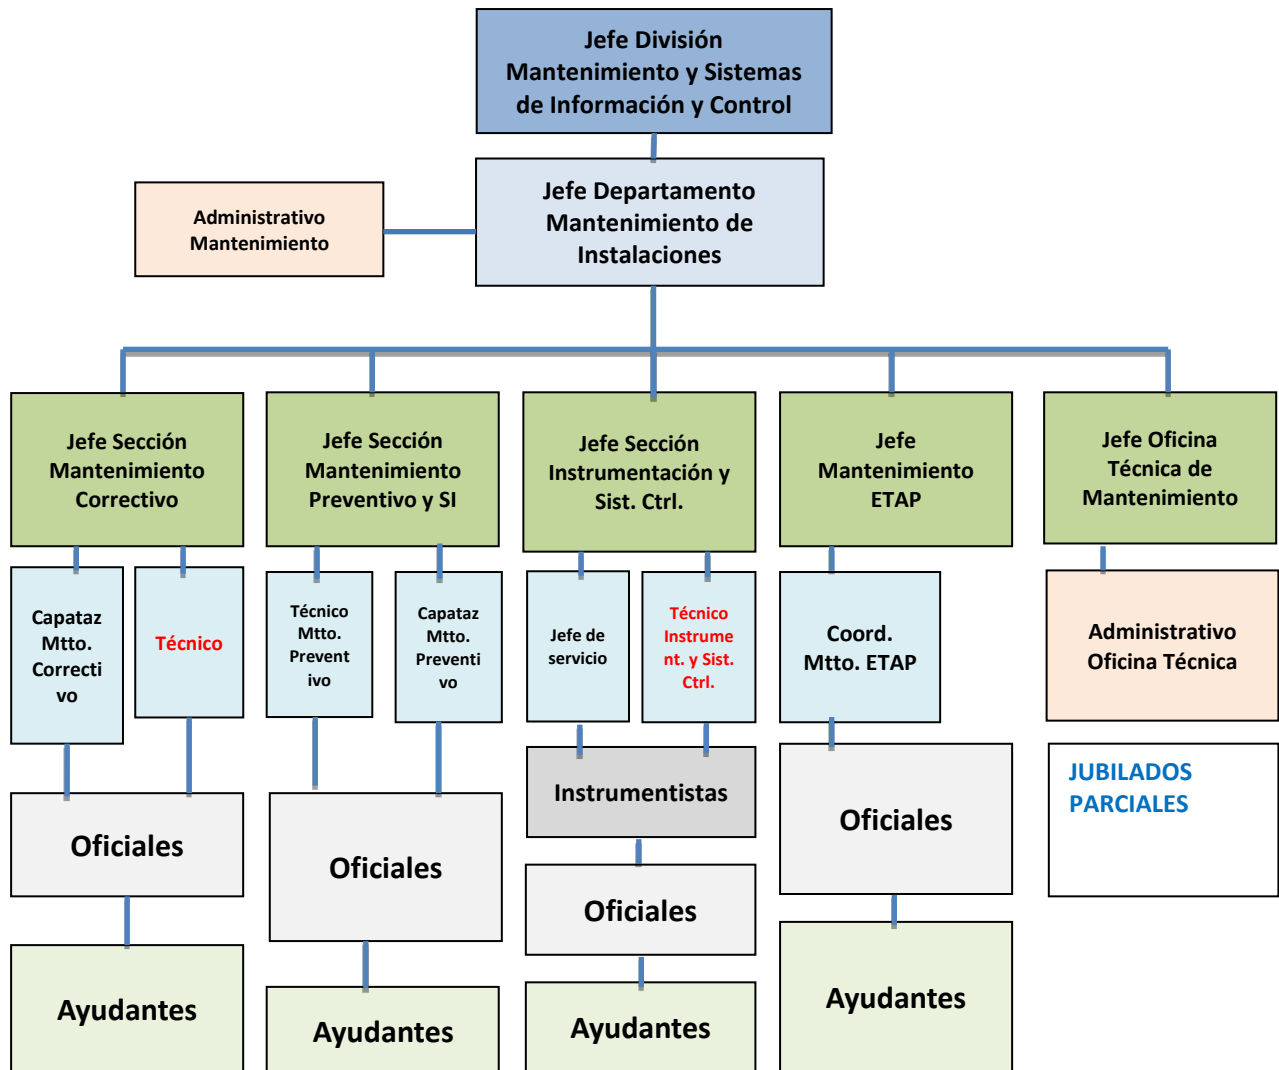 Jefe División
Mantenimiento y Sistemas
de Información y Control
Jefe Departamento
Mantenimiento de
Instalaciones
Administrativo
Mantenimiento
Jefe Sección
Mantenimiento
Correctivo
Jefe Sección
Mantenimiento
Preventivo y SI
Jefe Sección
Instrumentación y
Sist. Ctrl.
Jefe
Mantenimiento
ETAP
Jefe Oficina
Técnica de
Mantenimiento
Capataz
Mtto.
Correcti
vo
Técnico
Técnico
Mtto.
Prevent
ivo
Capataz
Mtto.
Preventi
vo
Jefe de
servicio
Técnico
Instrume
nt. y Sist.
Ctrl.
Coord.
Mtto. ETAP
Administrativo
Oficina Técnica
Instrumentistas
JUBILADOS
PARCIALES
Oficiales
Oficiales
Oficiales
Oficiales
Ayudantes
Ayudantes
Ayudantes
Ayudantes